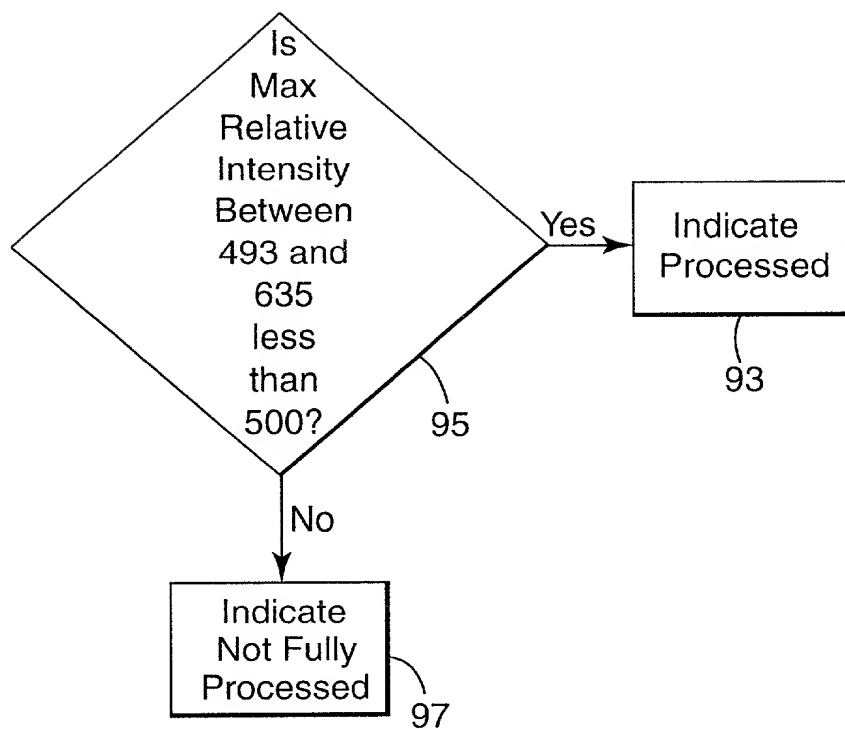 Is
Max
Relative
Intensity
Between
493 and
635
less
than
500?
Yes
Indicate
Processed
93
95
No
Indicate
Not Fully
Processed
97